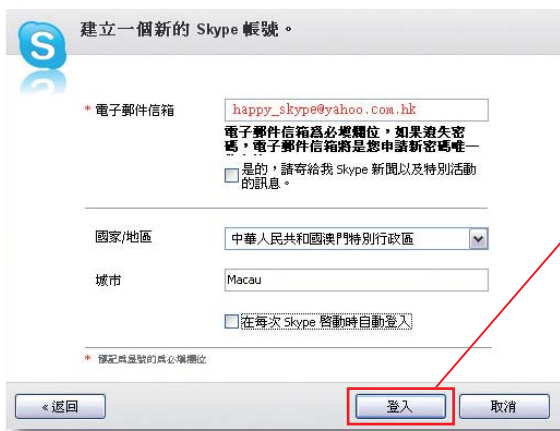 建立一個新的 Skype 帳號。
* 電子郵件信箱
happy_skype@yahoo.com.hk
電子郵件信箱為必填欄位，如果遺失密
碼，電子郵件信箱將是您申請新密碼唯一
是的，請寄給我 Skype 新聞以及特別活動
的訊息。
國家/地區
中華人民共和國澳門特別行政區
城市
Macau
在每次 Skype 啓動時自動登入
* 標記為星號的為必填欄位
«返回
登入
取消